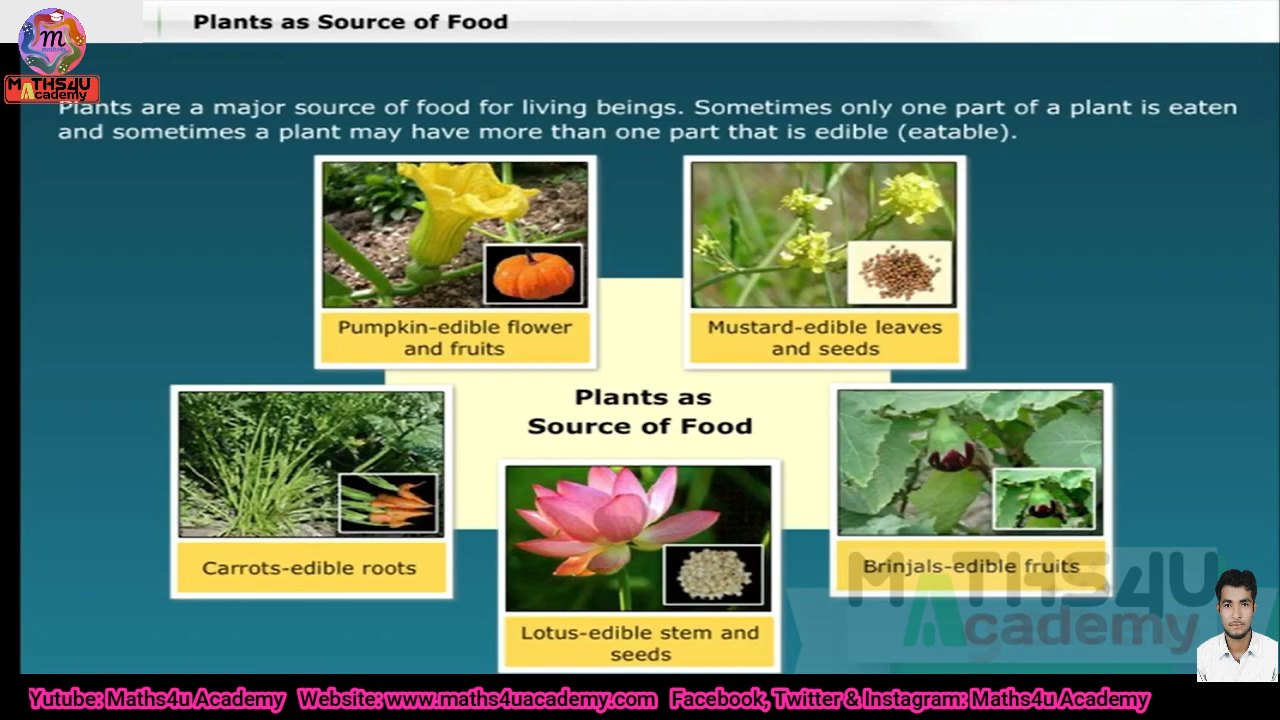 Plants as Source of Food
m
MATHS4U
Academy
Plants are a major source of food for living beings. Sometimes only one part of a plant is eaten
and sometimes a plant may have more than one part that is edible (eatable).
Pumpkin-edible flower
and fruits
Mustard-edible leaves
and seeds
Plants as
Source of Food
Carrots-edible roots
Lotus-edible stem and
seeds
Brinjals-edible fruits
MATHS4U
Academy
Yutube: Maths4u Academy Website: www.maths4uacademy.com Facebook, Twitter & Instagram: Maths4u Academy